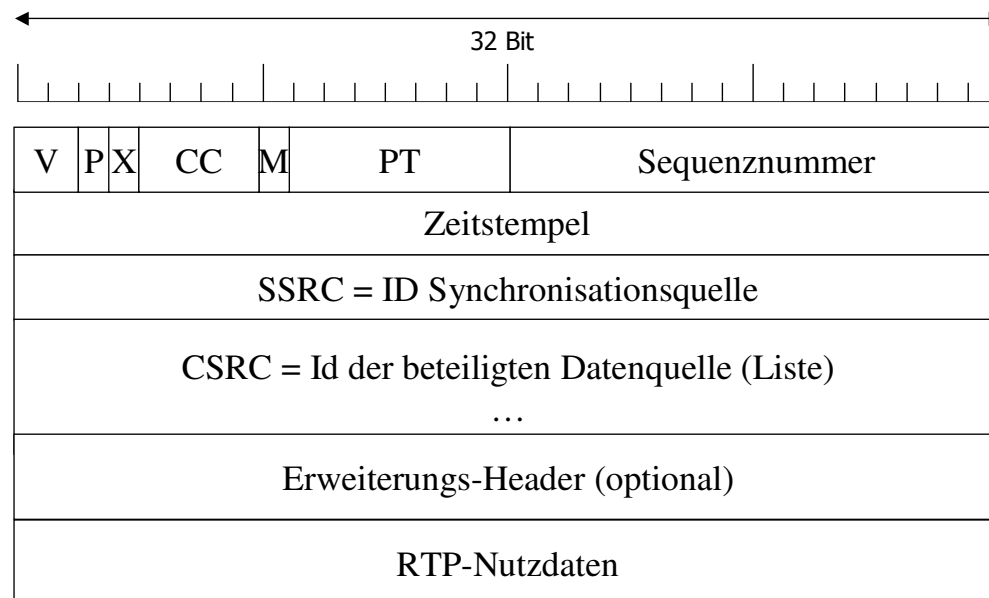 32 Bit
V P X CC M PT Sequenznummer
Zeitstempel
SSRC = ID Synchronisationsquelle
CSRC = Id der beteiligten Datenquelle (Liste)
…
Erweiterungs-Header (optional)
RTP-Nutzdaten